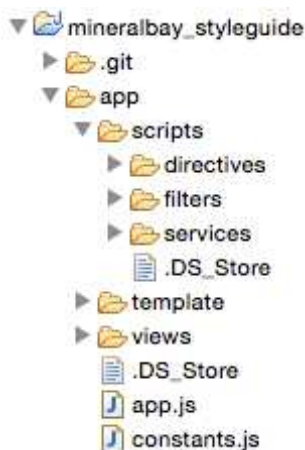 mineralbay_styleguide
.git
app
scripts
directives
filters
services
.DS_Store
template
views
.DS_Store
app.js
constants.js